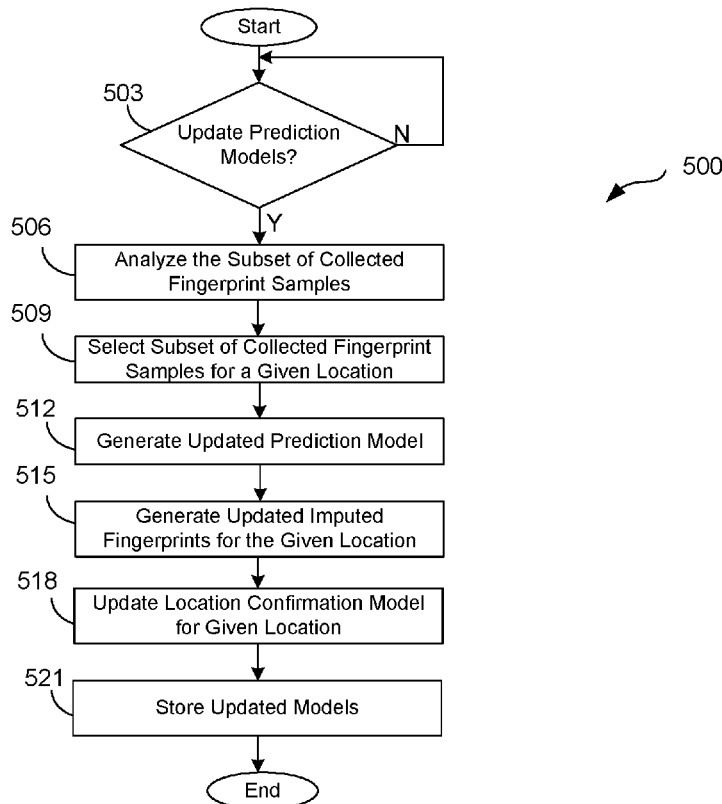 Start
503
Update Prediction
Models?
N
500
Y
506
Analyze the Subset of Collected
Fingerprint Samples
509
Select Subset of Collected Fingerprint
Samples for a Given Location
512
Generate Updated Prediction Model
515
Generate Updated Imputed
Fingerprints for the Given Location
518
Update Location Confirmation Model
for Given Location
521
Store Updated Models
End